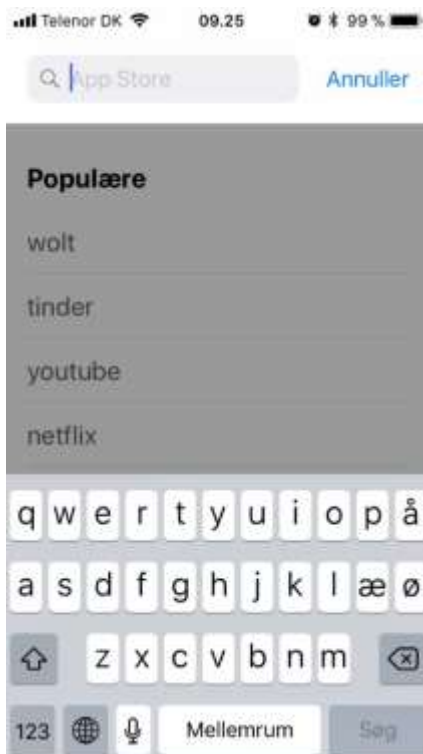 Telenor DK 09.25 99 %
App Store Annuller
Populære
wolt
tinder
youtube
netflix
q w e r t y u i o p å
a s d f g h j k l æ ø
z x c v b n m
123 Mellemrum Søg